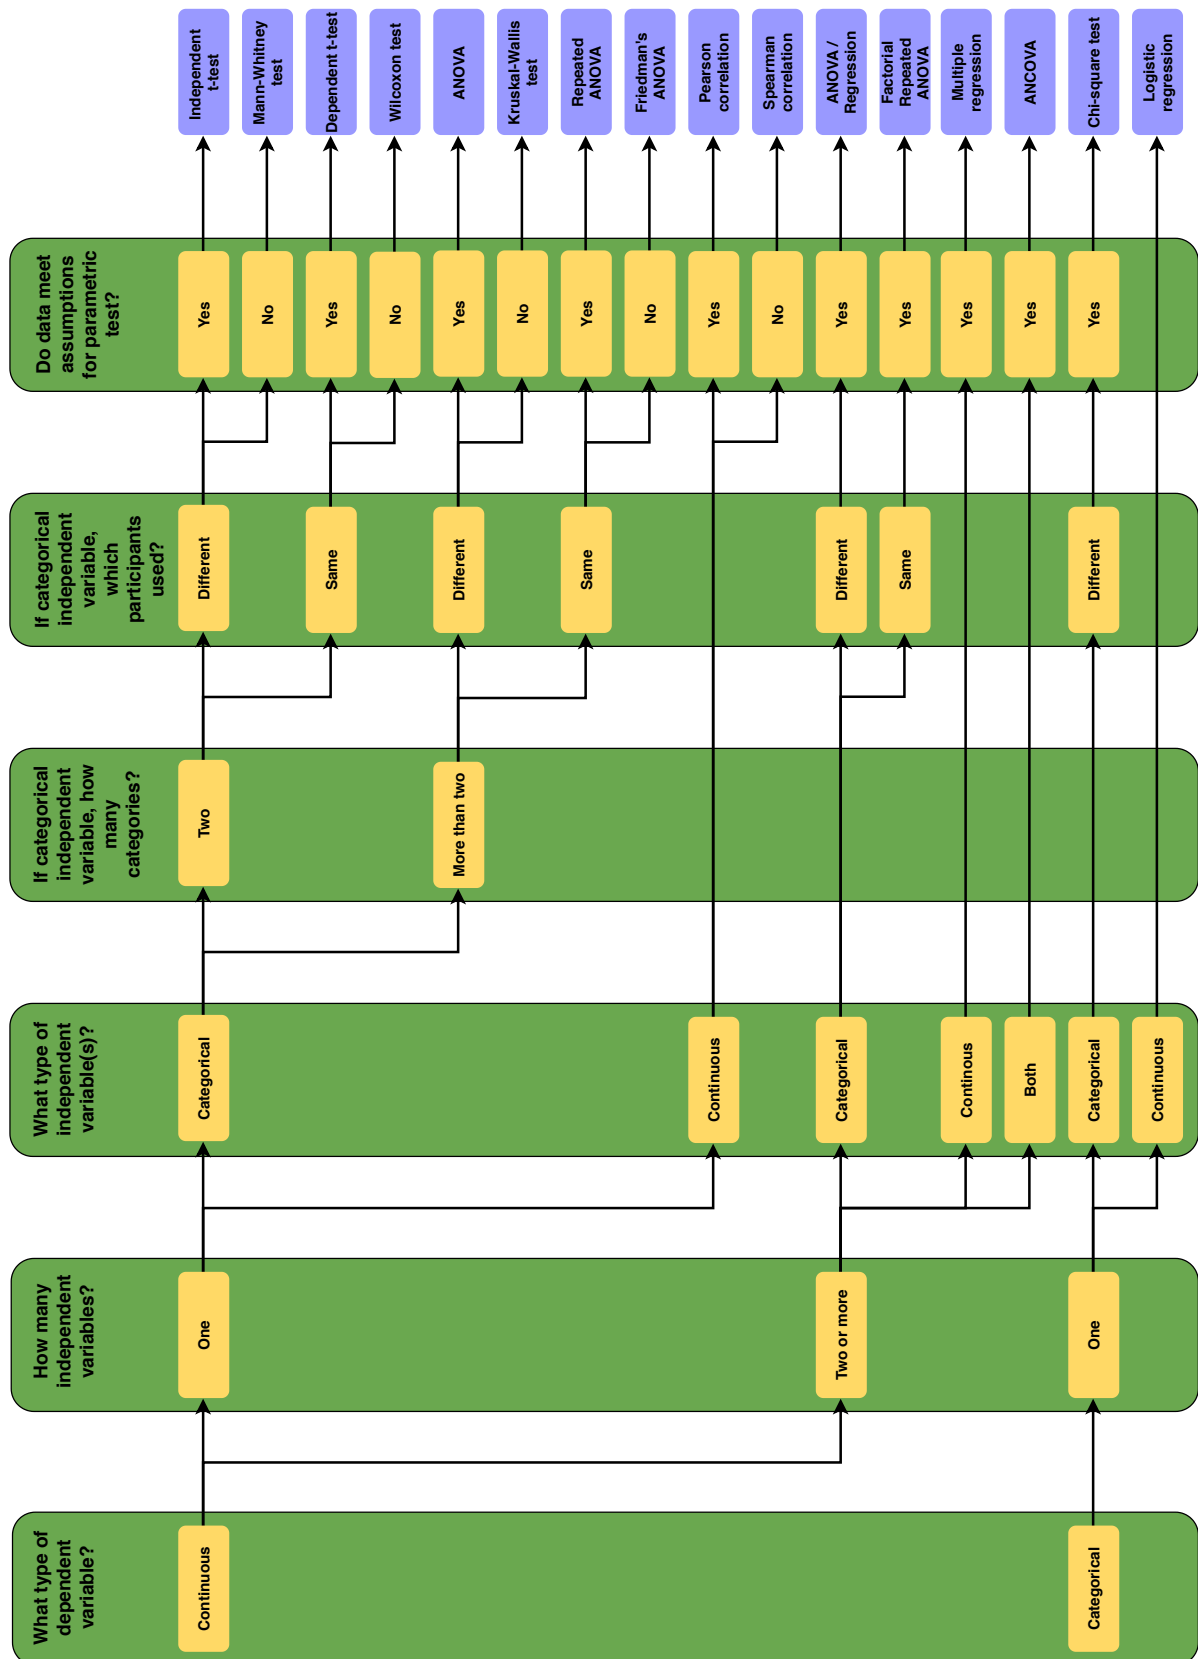 What type of
dependent
variable?
Continuous
Categorical
How many
independent
variables?
One
Two or more
One
What type of
independent
variable(s)?
Categorical
Continuous
Categorical
Continous
Both
Categorical
Continuous
If categorical
independent
variable, how
many
categories?
Two
More than two
If categorical
independent
variable,
which
participants
used?
Different
Same
Different
Same
Different
Same
Different
Do data meet
assumptions
for parametric
test?
Yes
No
Yes
No
Yes
No
Yes
No
Yes
No
Yes
Yes
Yes
Yes
Yes
Independent
t-test
Mann-Whitney
test
Dependent t-test
Wilcoxon test
ANOVA
Kruskal-Wallis
test
Repeated
ANOVA
Friedman's
ANOVA
Pearson
correlation
Spearman
correlation
ANOVA /
Regression
Factorial
Repeated
ANOVA
Multiple
regression
ANCOVA
Chi-square test
Logistic
regression